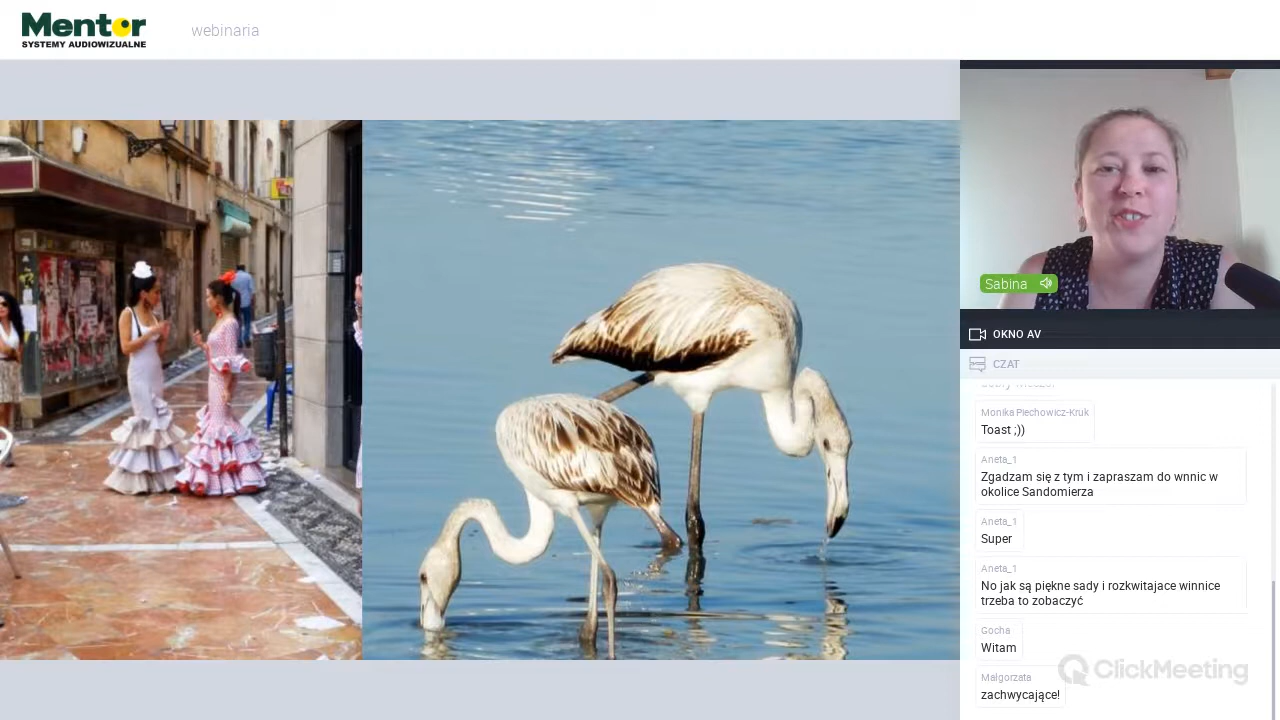 Mentor
SYSTEMY AUDIOWIZUALNE
webinaria
Sabina
OKNO AV
CZAT
Monika Piechowicz-Kruk
Toast ;))
Aneta_1
Zgadzam się z tym i zapraszam do wnnic w
okolice Sandomierza
Aneta_1
Super
Aneta_1
No jak są piękne sady i rozkwitajace winnice
trzeba to zobaczyć
Gocha
Witam
Małgorzata
zachwycające!
ClickMeeting